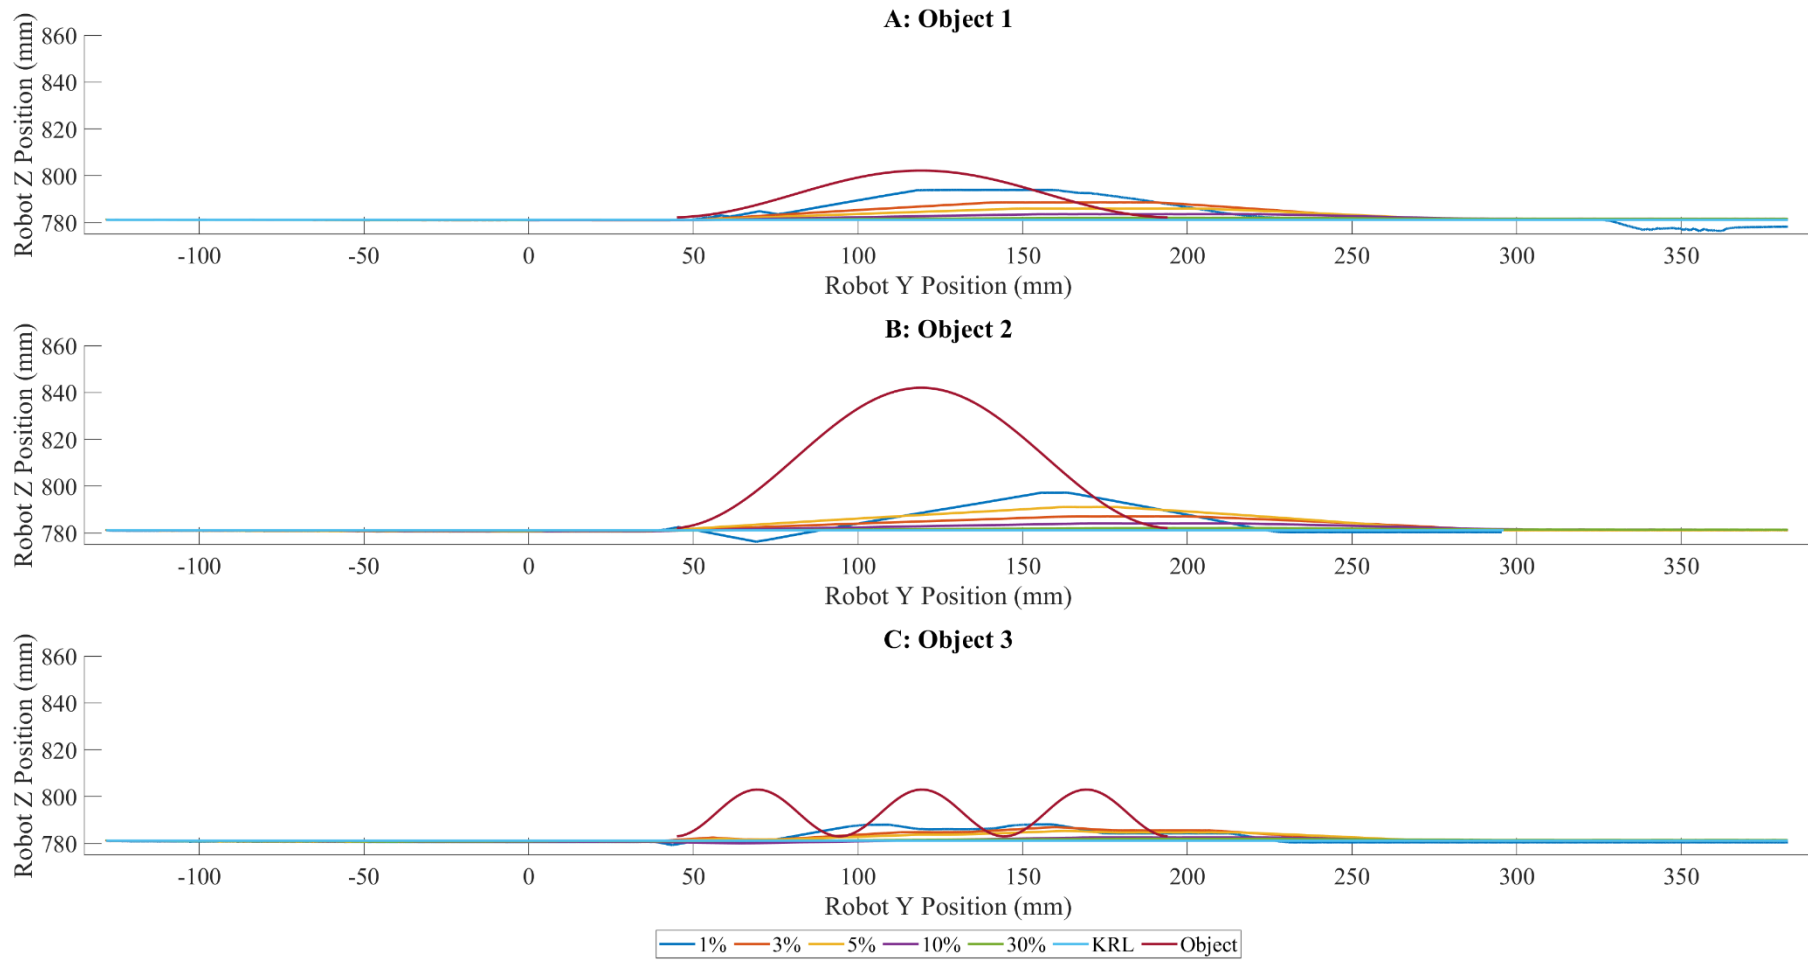 A: Object 1
Robot Z Position (mm)
860
840
820
800
780
-100 -50 0 50 100 150 200 250 300 350
Robot Y Position (mm)
B: Object 2
Robot Z Position (mm)
860
840
820
800
780
-100 -50 0 50 100 150 200 250 300 350
Robot Y Position (mm)
C: Object 3
Robot Z Position (mm)
860
840
820
800
780
-100 -50 0 50 100 150 200 250 300 350
Robot Y Position (mm)
1% 3% 5% 10% 30% KRL Object